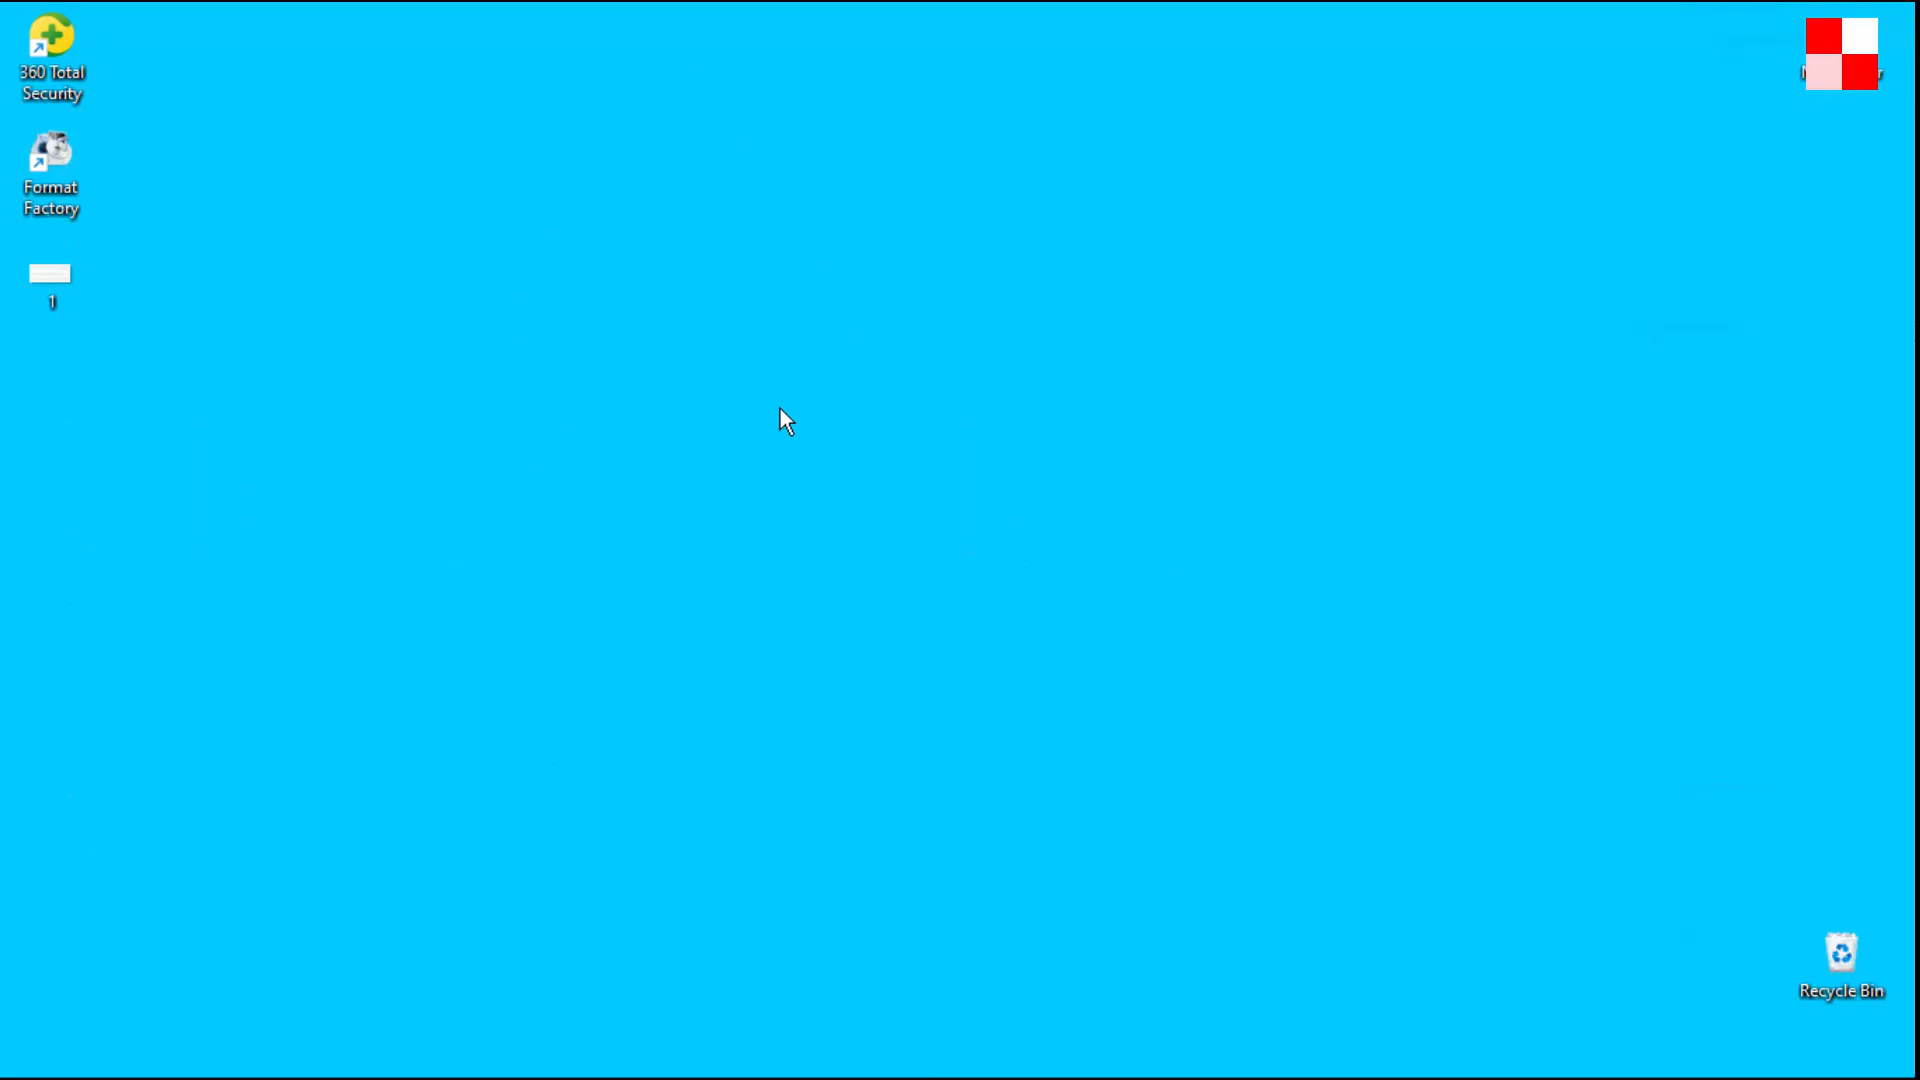 360 Total
Security
Format
Factory
1
Recycle Bin